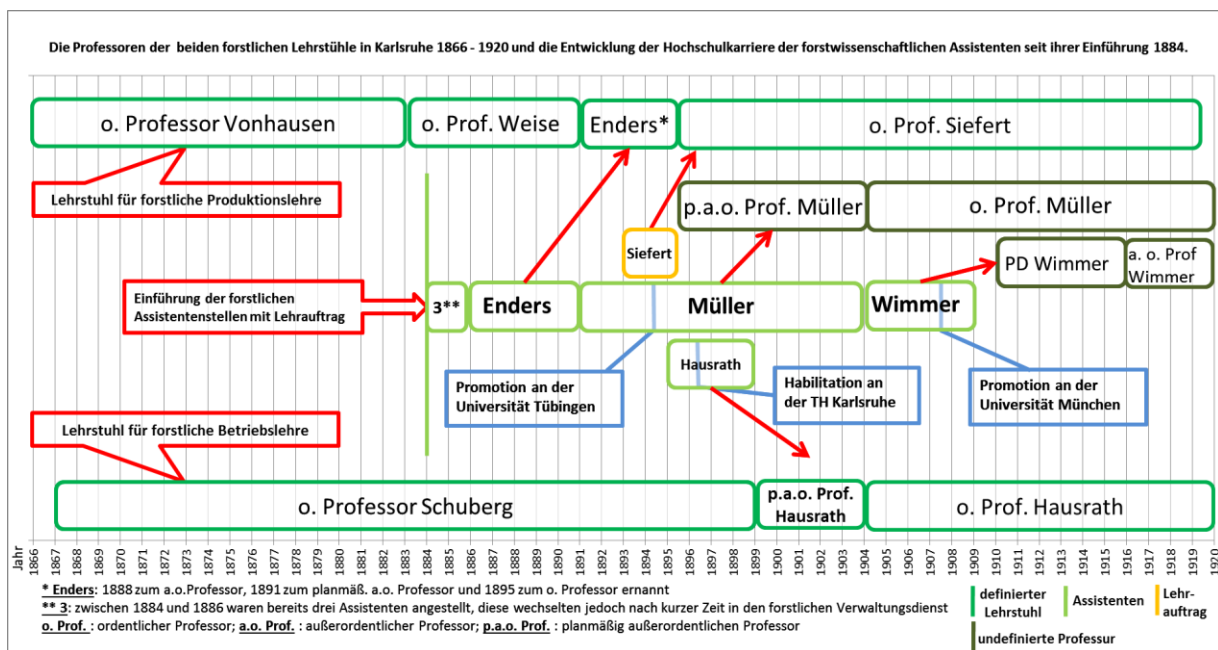 Die Professoren der beiden forstlichen Lehrstühle in Karlsruhe 1866 - 1920 und die Entwicklung der Hochschulkarriere der forstwissenschaftlichen Assistenten seit ihrer Einführung 1884.
o. Professor Vonhausen
o. Prof. Weise
Enders*
o. Prof. Siefert
Lehrstuhl für forstliche Produktionslehre
p.a.o. Prof. Müller
o. Prof. Müller
Siefert
PD Wimmer
a. o. Prof
Wimmer
Einführung der forstlichen
Assistentenstellen mit Lehrauftrag
3**
Enders
Müller
Wimmer
Hausrath
Promotion an der
Universität Tübingen
Habilitation an
der TH Karlsruhe
Promotion an der
Universität München
Lehrstuhl für forstliche Betriebslehre
o. Professor Schuberg
p.a.o. Prof.
Hausrath
o. Prof. Hausrath
Jahr
1866 1867 1868 1869 1870 1871 1872 1873 1874 1875 1876 1877 1878 1879 1880 1881 1882 1883 1884 1885 1886 1887 1888 1889 1890 1891 1892 1893 1894 1895 1896 1897 1898 1899 1900 1901 1902 1903 1904 1905 1906 1907 1908 1909 1910 1911 1912 1913 1914 1915 1916 1917 1918 1919 1920
* Enders: 1888 zum a.o.Professor, 1891 zum planmäß. a.o. Professor und 1895 zum o. Professor ernannt
** 3: zwischen 1884 und 1886 waren bereits drei Assistenten angestellt, diese wechselten jedoch nach kurzer Zeit in den forstlichen Verwaltungsdienst
o. Prof. : ordentlicher Professor; a.o. Prof. : außerordentlicher Professor; p.a.o. Prof. : planmäßig außerordentlichen Professor
definierter
Lehrstuhl
Assistenten
Lehr-
auftrag
undefinierte Professur